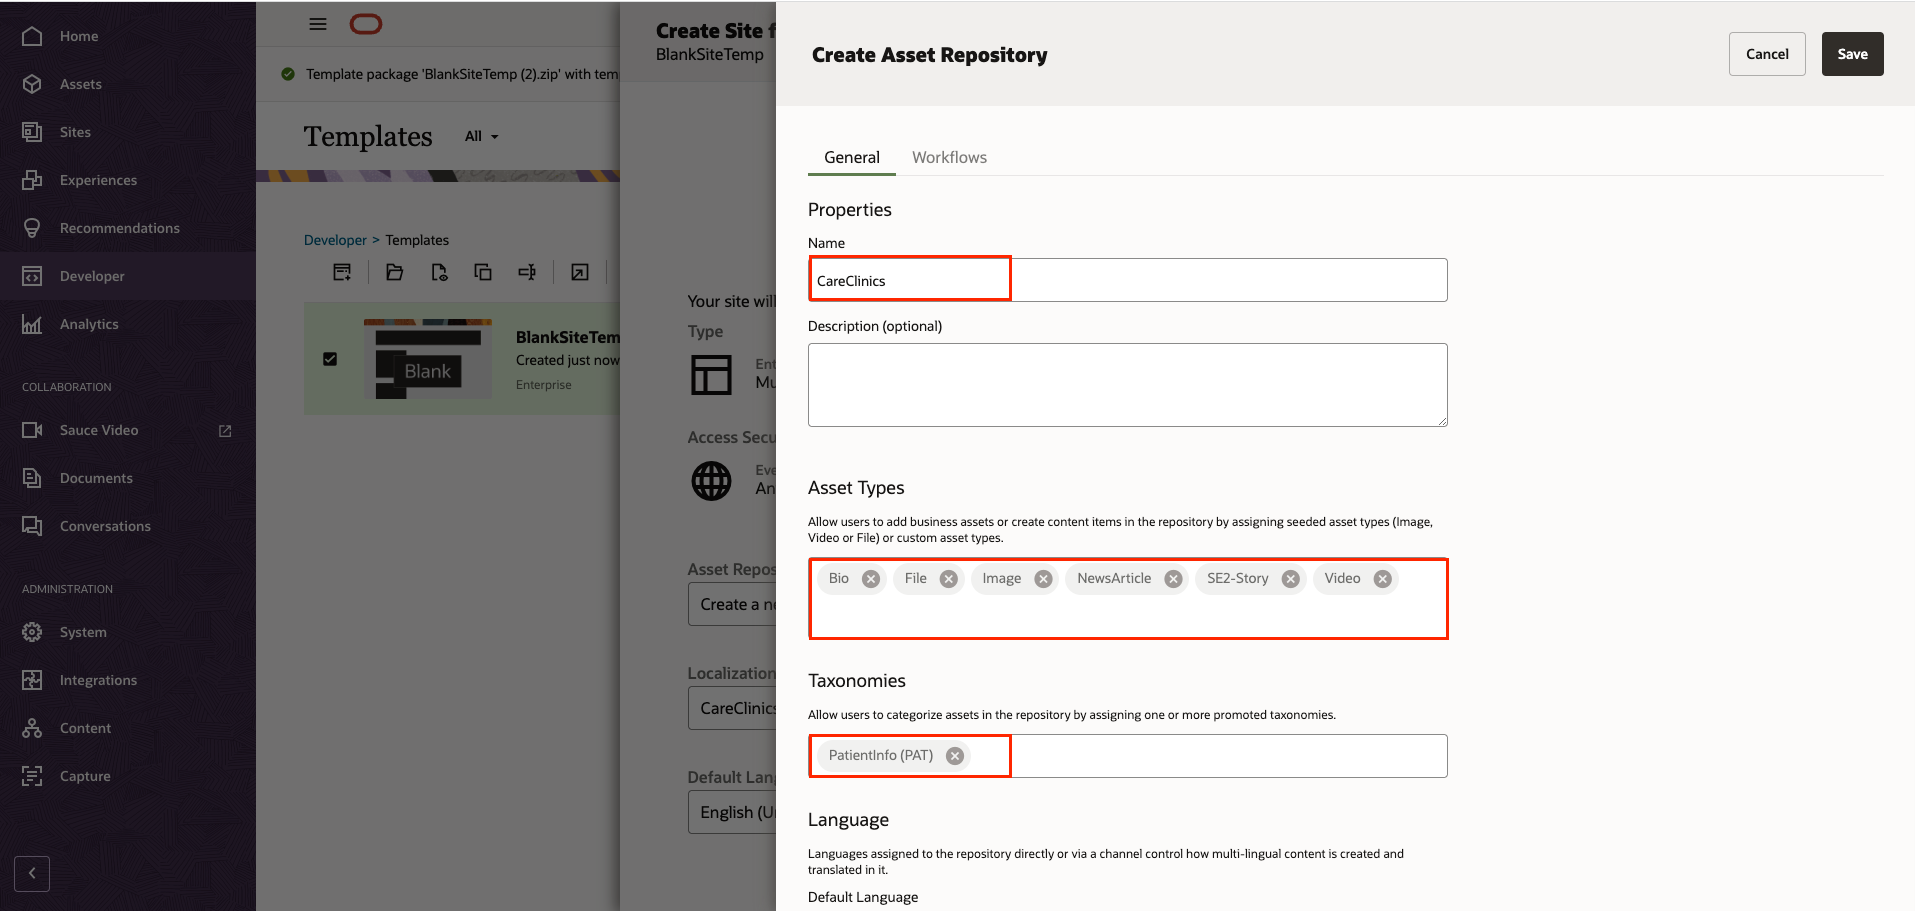 Home
Assets
Sites
Experiences
Recommendations
Developer
Analytics
COLLABORATION
Sauce Video
Documents
Conversations
ADMINISTRATION
System
Integrations
Content
Capture
Template package 'BlankSiteTemp (2).zip' with
Templates
All
Developer > Templates
Blank
BlankSiteTem
Created just now
Enterprise
Create Site
BlankSiteTemp
Your site will
Type
Access Secu
Asset Repos
Create a
Localization
CareClinics
Default Lang
English
Create Asset Repository
Cancel
Save
General
Workflows
Properties
Name
CareClinics
Description (optional)
Asset Types
Allow users to add business assets or create content items in the repository by assigning seeded asset types (Image,
Video or File) or custom asset types.
Bio File Image NewsArticle SE2-Story Video
Taxonomies
Allow users to categorize assets in the repository by assigning one or more promoted taxonomies.
PatientInfo (PAT)
Language
Languages assigned to the repository directly or via a channel control how multi-lingual content is created and
translated in it.
Default Language